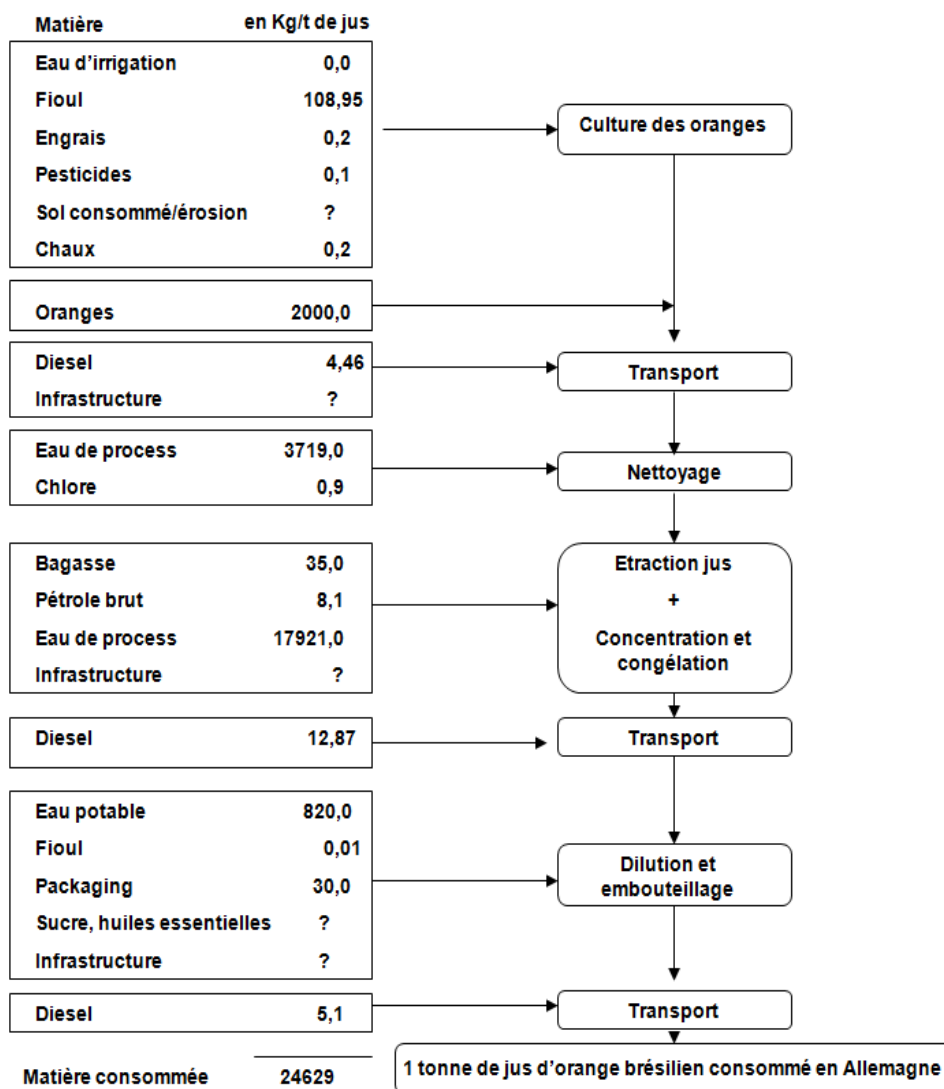 Matière en Kg/t de jus
Eau d'irrigation 0,0
Fioul 108,95
Engrais 0,2
Pesticides 0,1
Sol consommé/érosion ?
Chaux 0,2
Culture des oranges
Oranges 2000,0
Diesel 4,46
Infrastructure ?
Transport
Eau de process 3719,0
Chlore 0,9
Nettoyage
Bagasse 35,0
Pétrole brut 8,1
Eau de process 17921,0
Infrastructure ?
Etraction jus
+
Concentration et
congélation
Diesel 12,87
Transport
Eau potable 820,0
Fioul 0,01
Packaging 30,0
Sucre, huiles essentielles ?
Infrastructure ?
Dilution et
embouteillage
Diesel 5,1
Transport
Matière consommée 24629
1 tonne de jus d'orange brésilien consommé en Allemagne